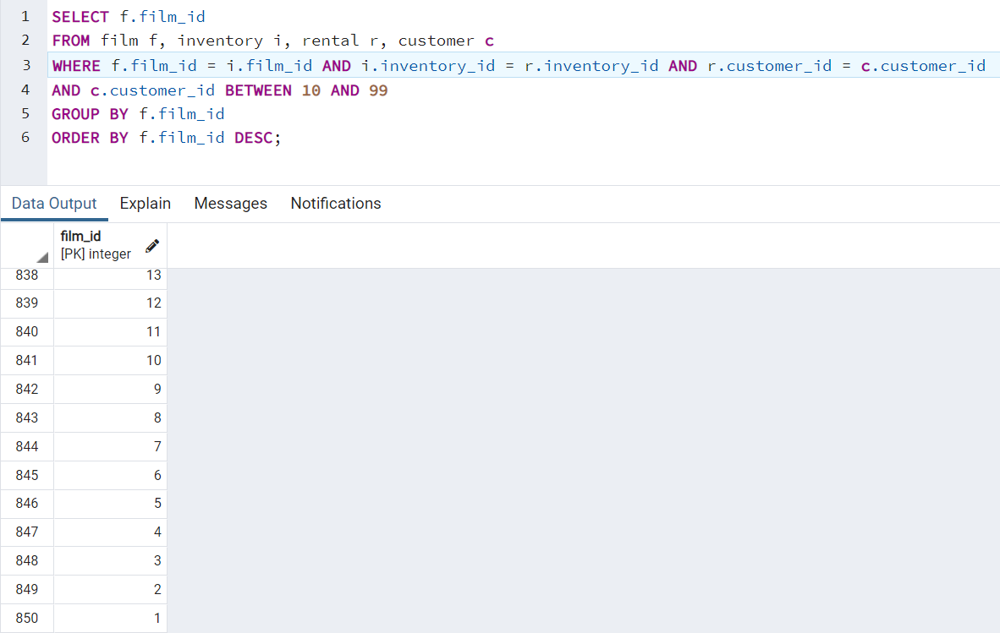 1 SELECT f.film_id
2 FROM film f, inventory i, rental r, customer c
3 WHERE f.film_id = i.film_id AND i.inventory_id = r.inventory_id AND r.customer_id = c.customer_id
4 AND c.customer_id BETWEEN 10 AND 99
5 GROUP BY f.film_id
6 ORDER BY f.film_id DESC;
Data Output Explain Messages Notifications
film_id
[PK] integer
838 13
839 12
840 11
841 10
842 9
843 8
844 7
845 6
846 5
847 4
848 3
849 2
850 1